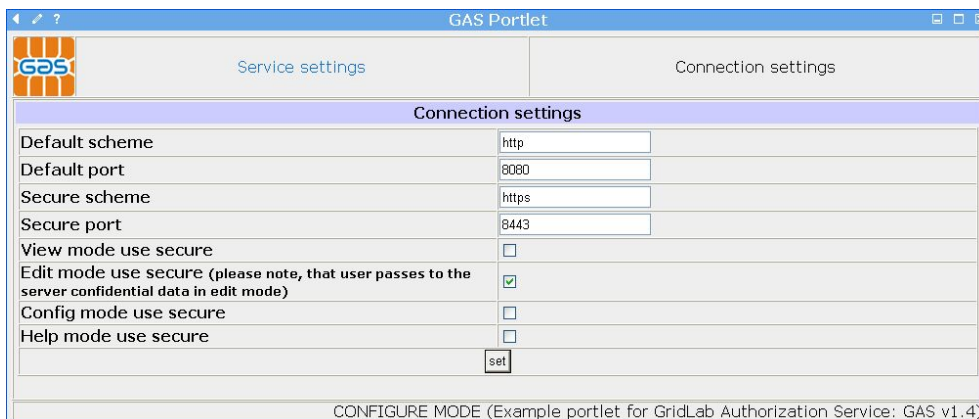 ?
GAS Portlet
Gas
Service settings
Connection settings
Connection settings
Default scheme
http
Default port
8080
Secure scheme
https
Secure port
8443
View mode use secure
Edit mode use secure (please note, that user passes to the
server confidential data in edit mode)
Config mode use secure
Help mode use secure
set
CONFIGURE MODE (Example portlet for GridLab Authorization Service: GAS v1.4)